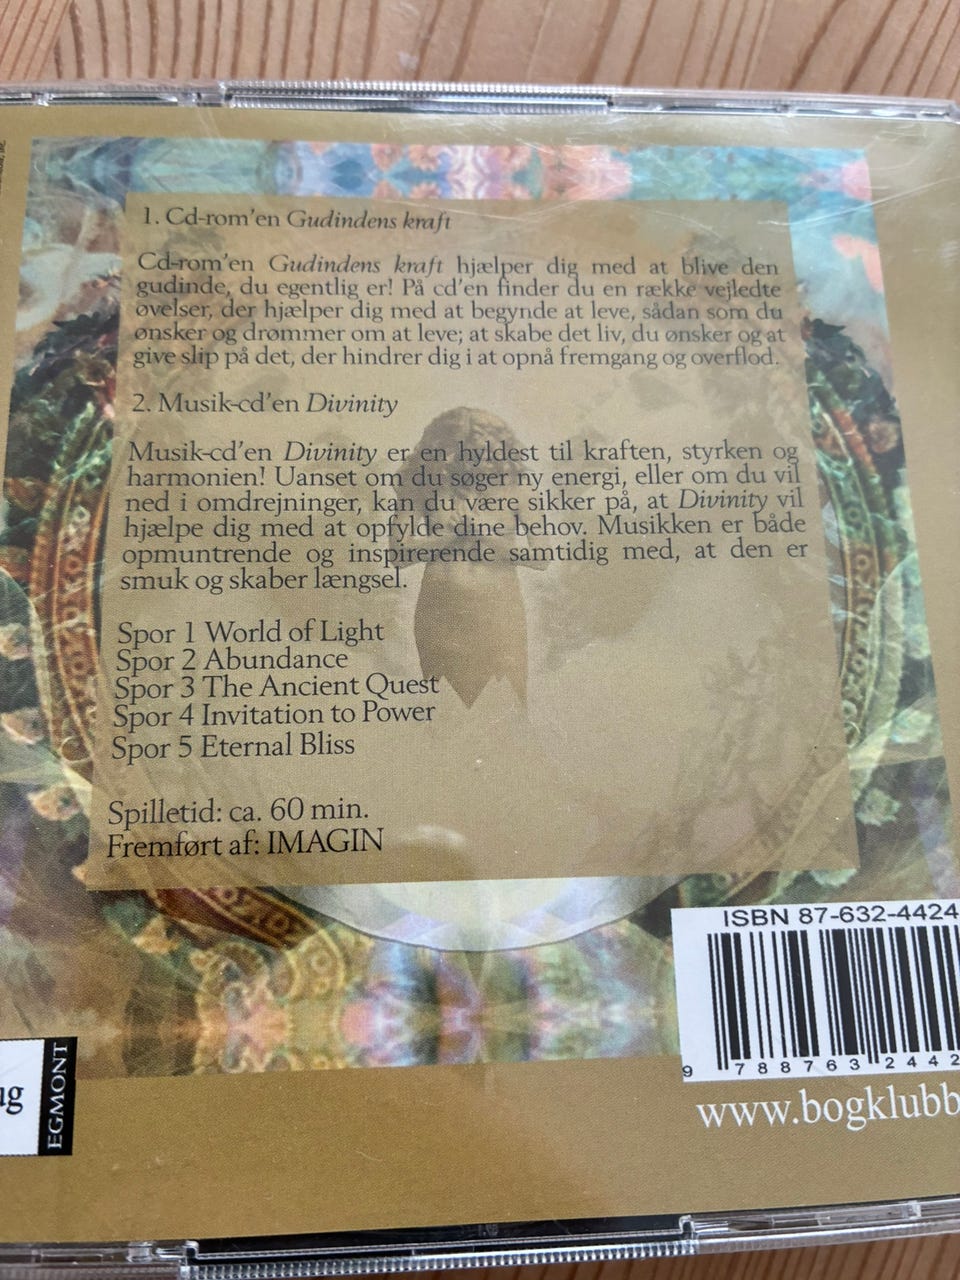 1. Cd-rom'en Gudindens kraft
Cd-rom'en Gudindens kraft hjælper dig med at blive den
gudinde, du egentlig er! På cd'en finder du en række vejledte
øvelser, der hjælper dig med at begynde at leve, sådan som du
ønsker og drømmer om at leve; at skabe det liv, du ønsker og at
give slip på det, der hindrer dig i at opnå fremgang og overflod.
2. Musik-cd'en Divinity
Musik-cd'en Divinity er en hyldest til kraften, styrken og
harmonien! Uanset om du søger ny energi, eller om du vil
ned i omdrejninger, kan du være sikker på, at Divinity vil
hjælpe dig med at opfylde dine behov. Musikken er både
opmuntrende og inspirerende samtidig med, at den er
smuk og skaber længsel.
Spor 1 World of Light
Spor 2 Abundance
Spor 3 The Ancient Quest
Spor 4 Invitation to Power
Spor 5 Eternal Bliss
Spilletid: ca. 60 min.
Fremført af: IMAGIN
ISBN 87-632-4424
9 788763 2442
www.bogklubb
ug
EGMONT